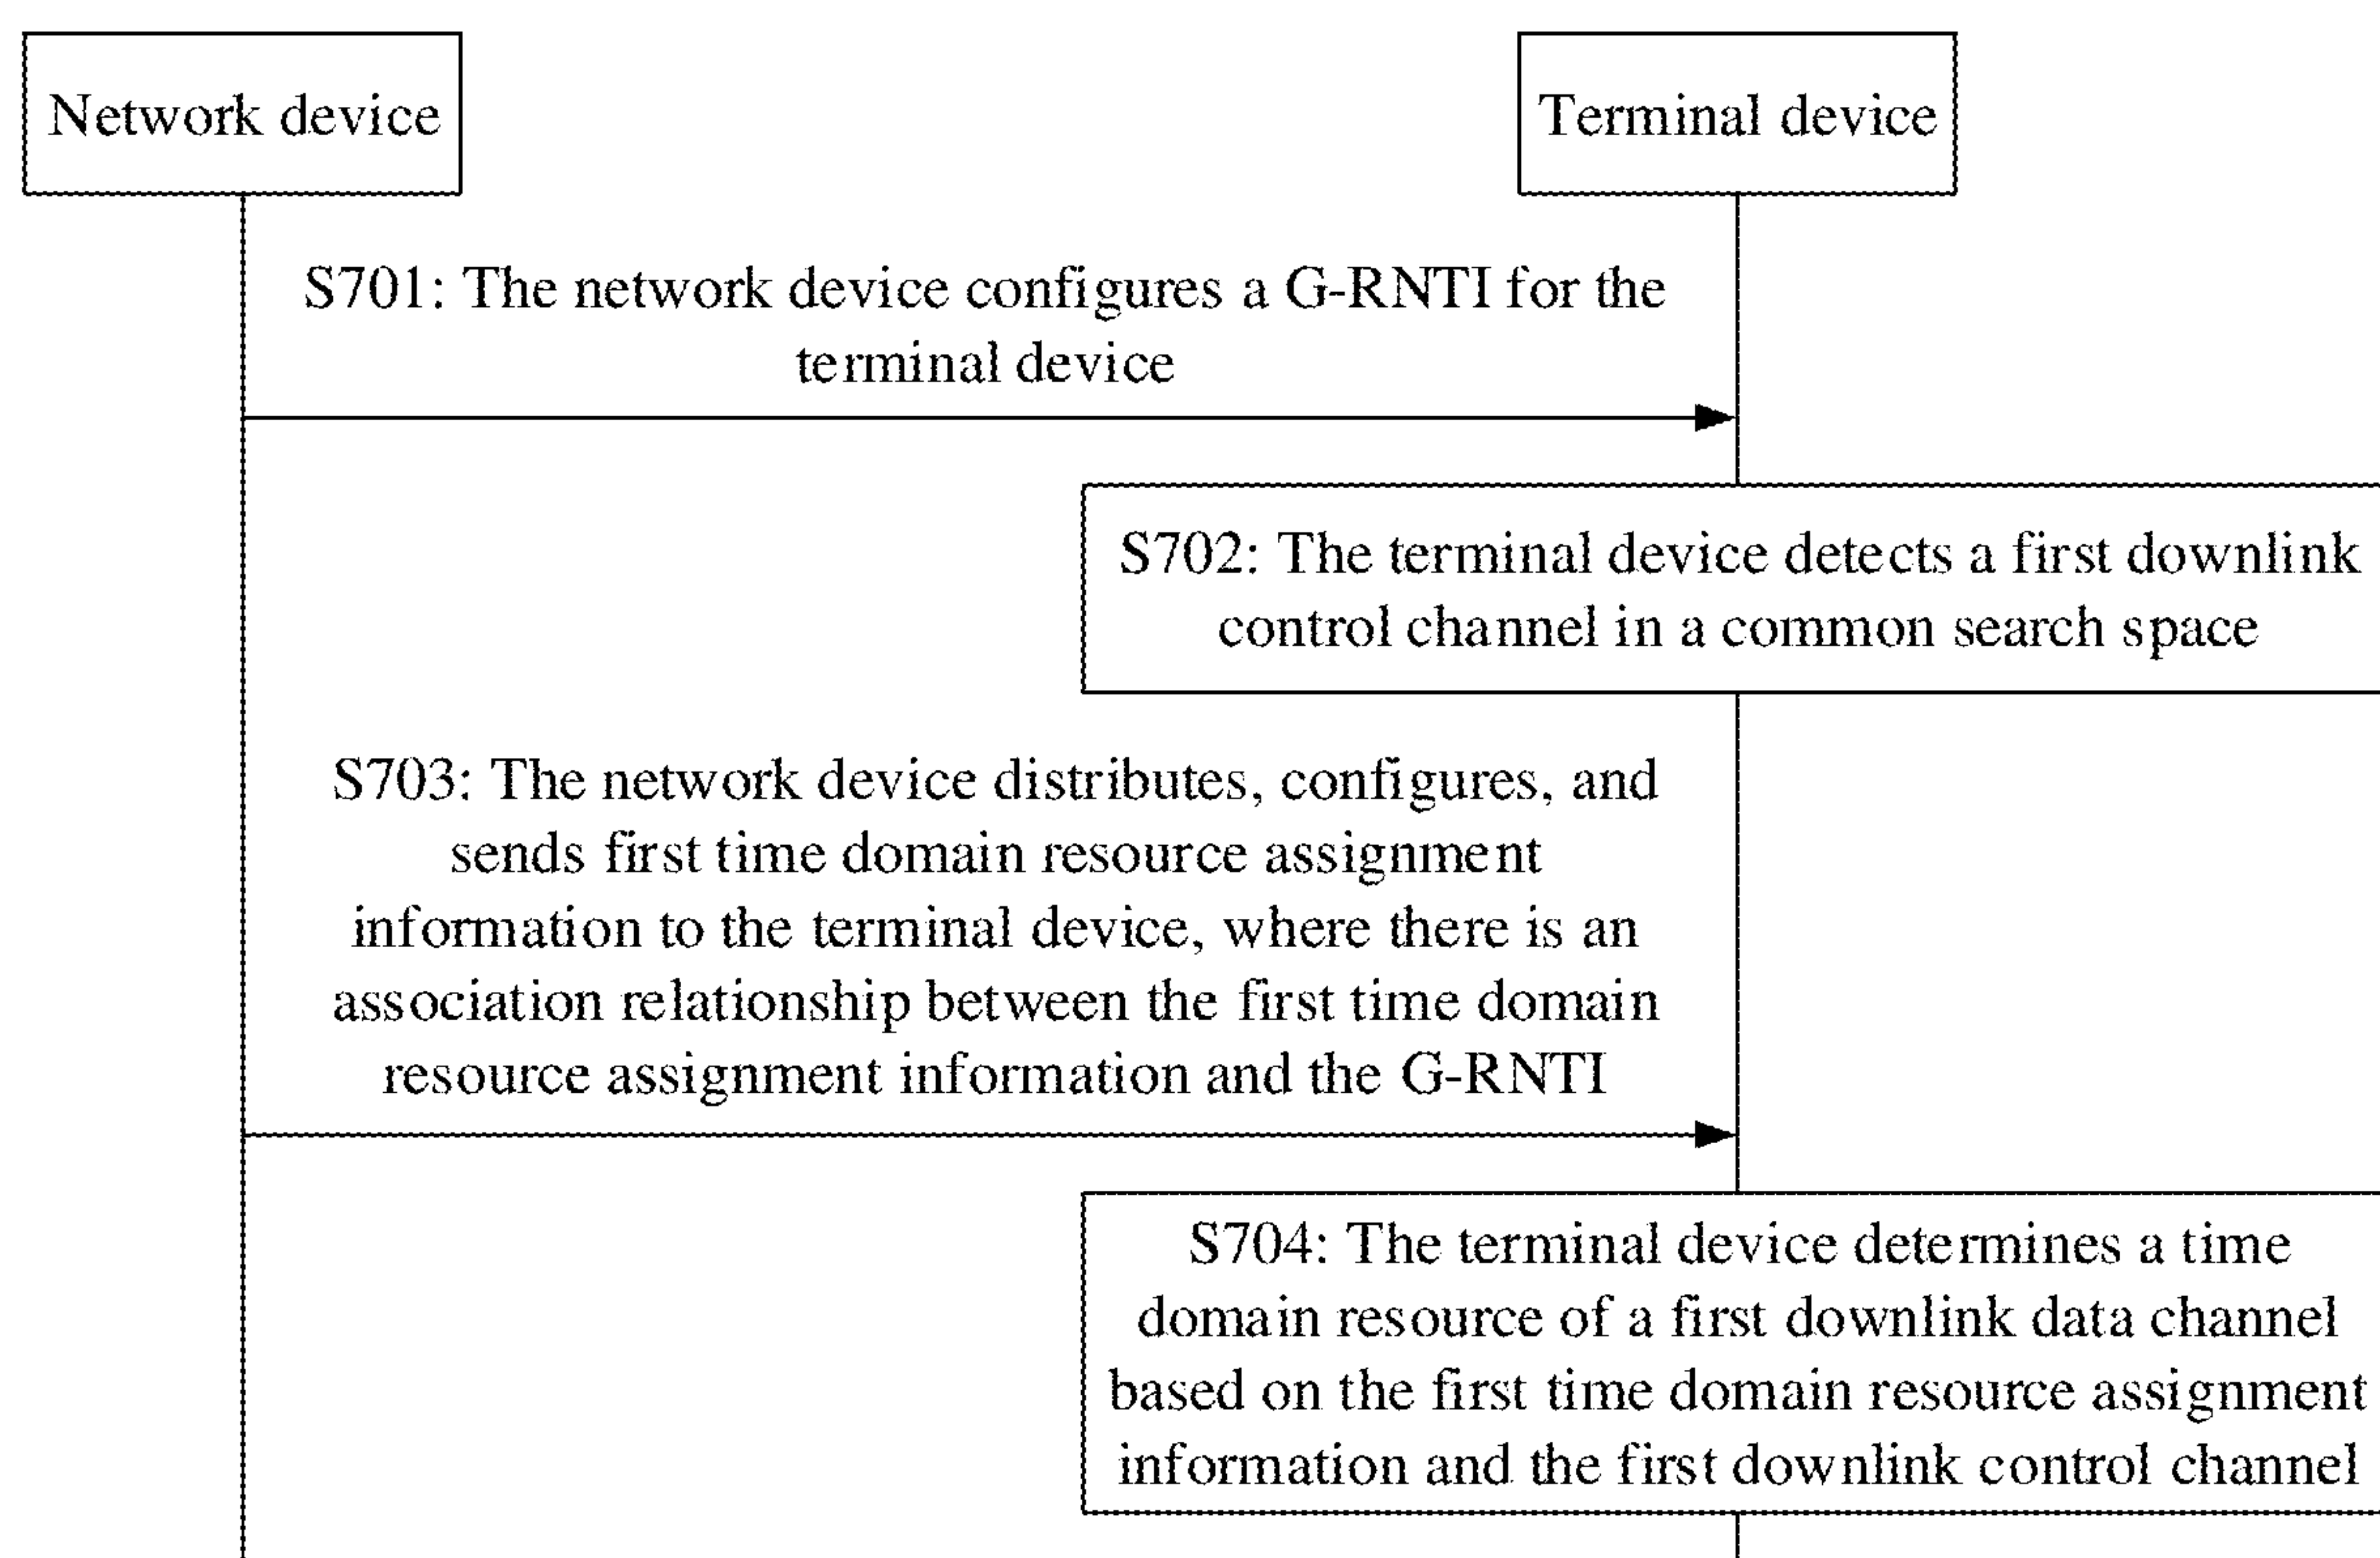 Network device
Terminal device
S701: The network device configures a G-RNTI for the
terminal device
S702: The terminal device detects a first downlink
control channel in a common search space
S703: The network device distributes, configures, and
sends first time domain resource assignment
information to the terminal device, where there is an
association relationship between the first time domain
resource assignment information and the G-RNTI
S704: The terminal device determines a time
domain resource of a first downlink data channel
based on the first time domain resource assignment
information and the first downlink control channel